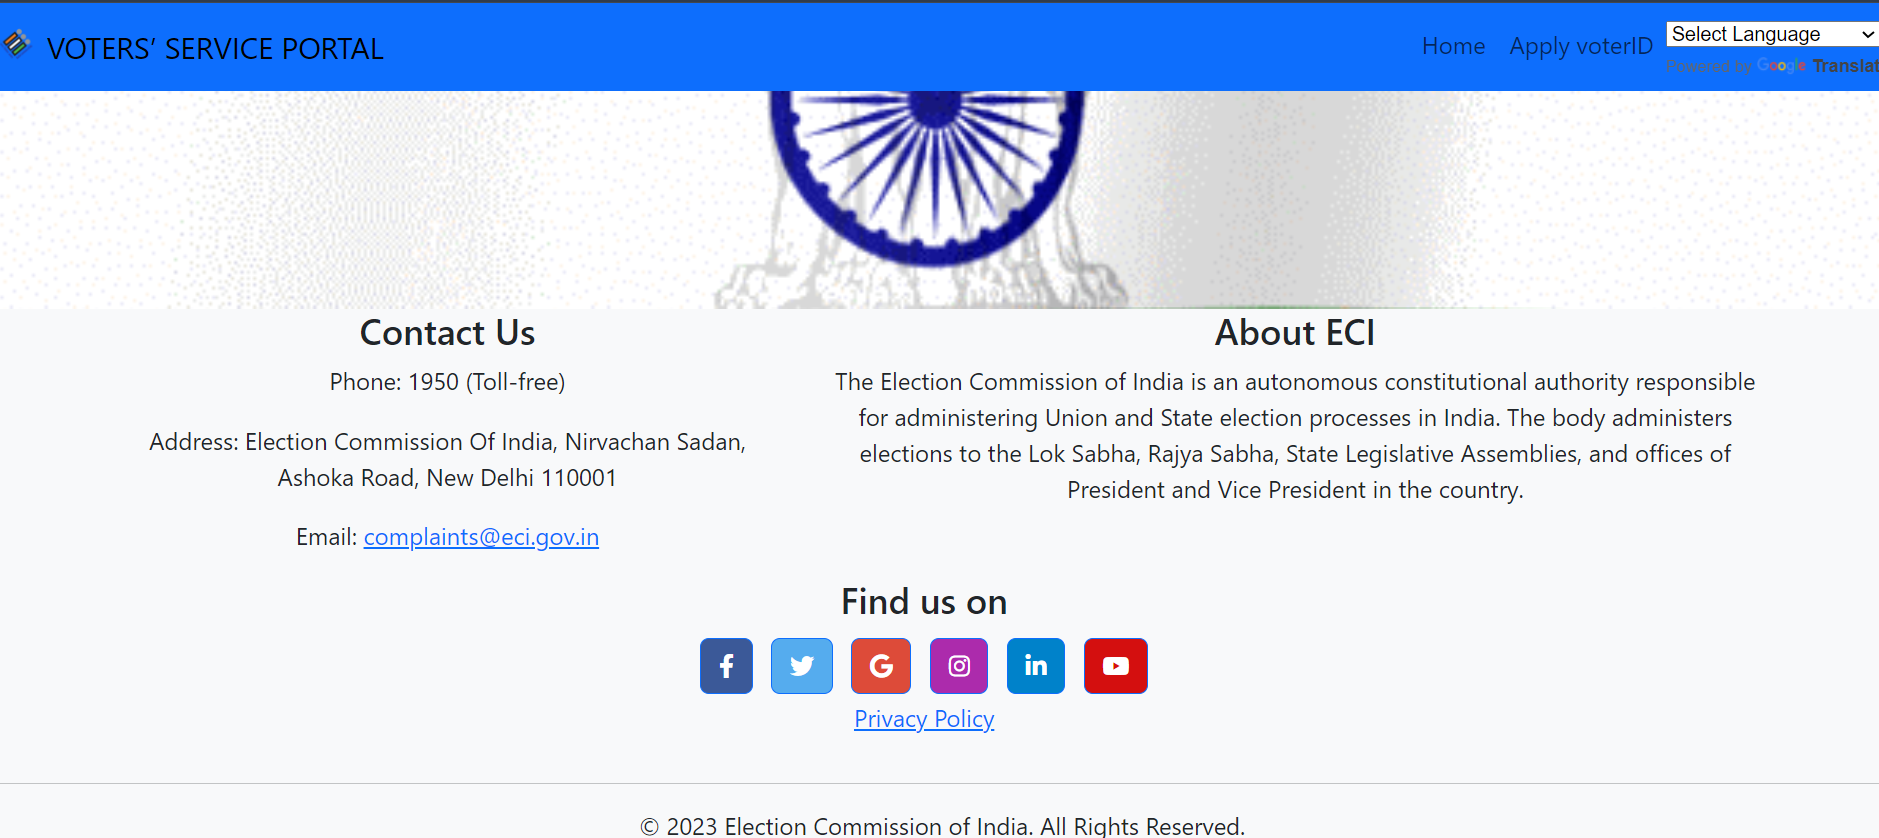 VOTERS’ SERVICE PORTAL
Home Apply voterID Select Language
Powered by Google Translat
Contact Us
Phone: 1950 (Toll-free)
Address: Election Commission Of India, Nirvachan Sadan,
Ashoka Road, New Delhi 110001
Email: complaints@eci.gov.in
About ECI
The Election Commission of India is an autonomous constitutional authority responsible
for administering Union and State election processes in India. The body administers
elections to the Lok Sabha, Rajya Sabha, State Legislative Assemblies, and offices of
President and Vice President in the country.
Find us on
Privacy Policy
© 2023 Election Commission of India. All Rights Reserved.